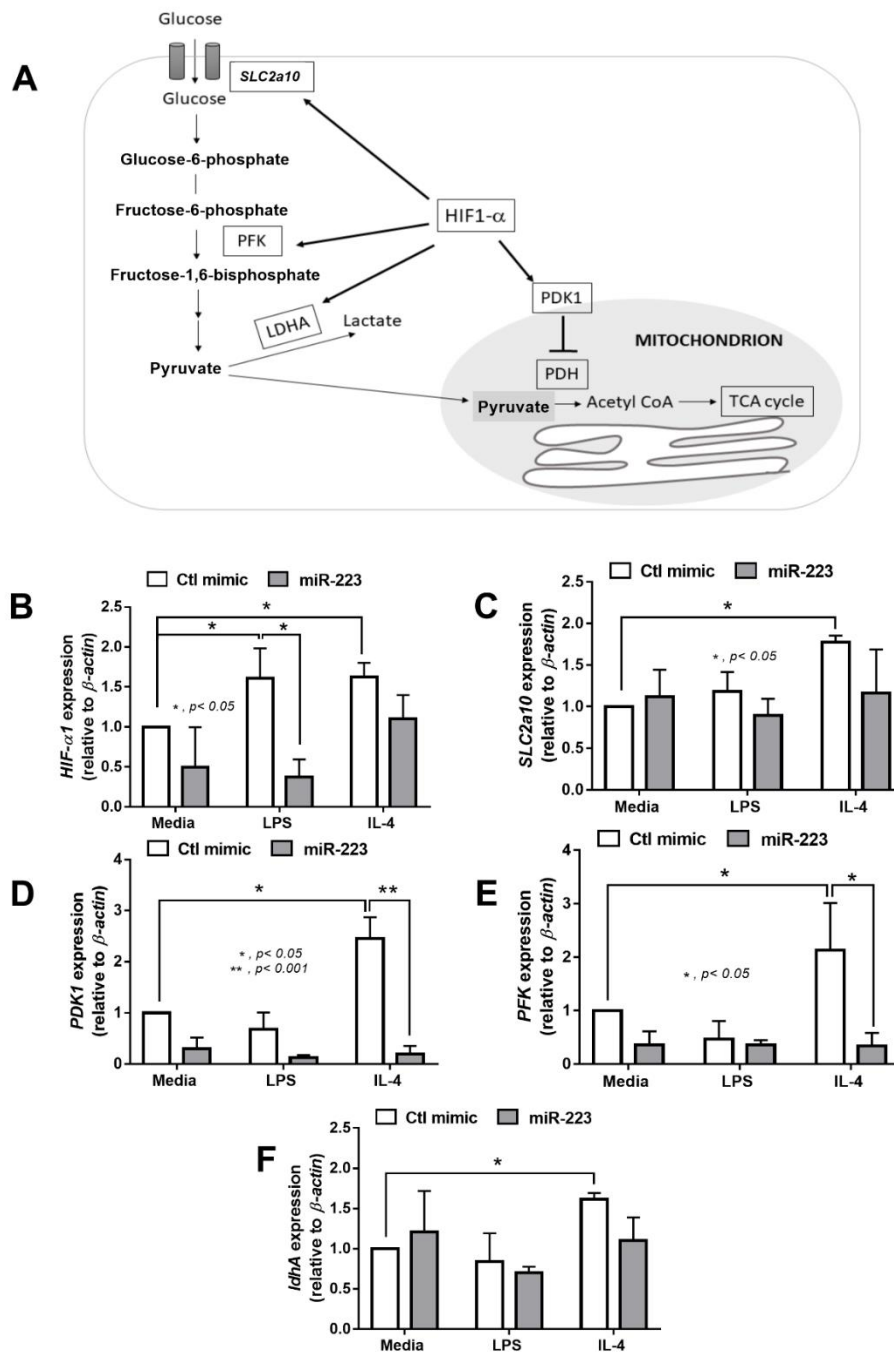 A
Glucose
SLC2a10
Glucose
Glucose-6-phosphate
Fructose-6-phosphate
PFK
HIF1-α
Fructose-1,6-bisphosphate
LDHA
Lactate
PDK1
MITOCHONDRION
Pyruvate
PDH
Pyruvate
Acetyl CoA
TCA cycle
B
Ctl mimic miR-223
HIF-α1 expression
(relative to β-actin)
2.5
2.0
1.5
1.0
0.5
0.0
*
* *
*, p< 0.05
Media LPS IL-4
C
Ctl mimic miR-223
SLC2a10 expression
(relative to β-actin)
2.5
2.0
1.5
1.0
0.5
0.0
*
*, p< 0.05
Media LPS IL-4
D
Ctl mimic miR-223
PDK1 expression
(relative to β-actin)
4
3
2
1
0
* **
*, p< 0.05
**, p< 0.001
Media LPS IL-4
E
Ctl mimic miR-223
PFK expression
(relative to β-actin)
4
3
2
1
0
* *
*, p< 0.05
Media LPS IL-4
F
Ctl mimic miR-223
ldhA expression
(relative to β-actin)
2.5
2.0
1.5
1.0
0.5
0.0
*
Media LPS IL-4